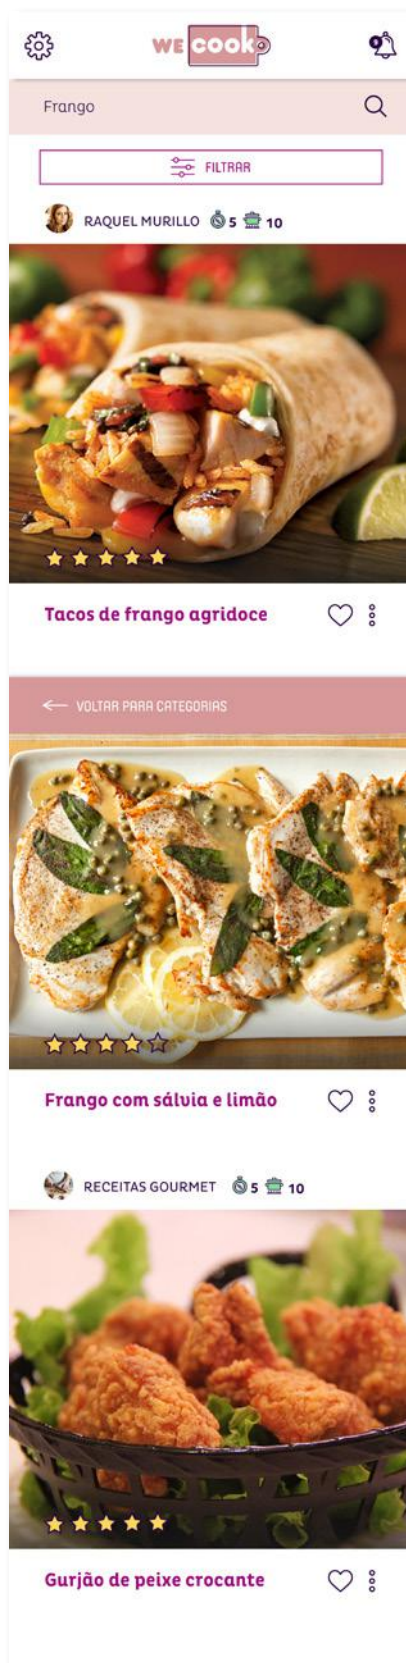 WE cook
Frango
FILTRAR
RAQUEL MURILLO 5 10
Tacos de frango agridoce
VOLTAR PARA CATEGORIAS
Frango com sálvia e limão
RECEITAS GOURMET 5 10
Gurjão de peixe crocante